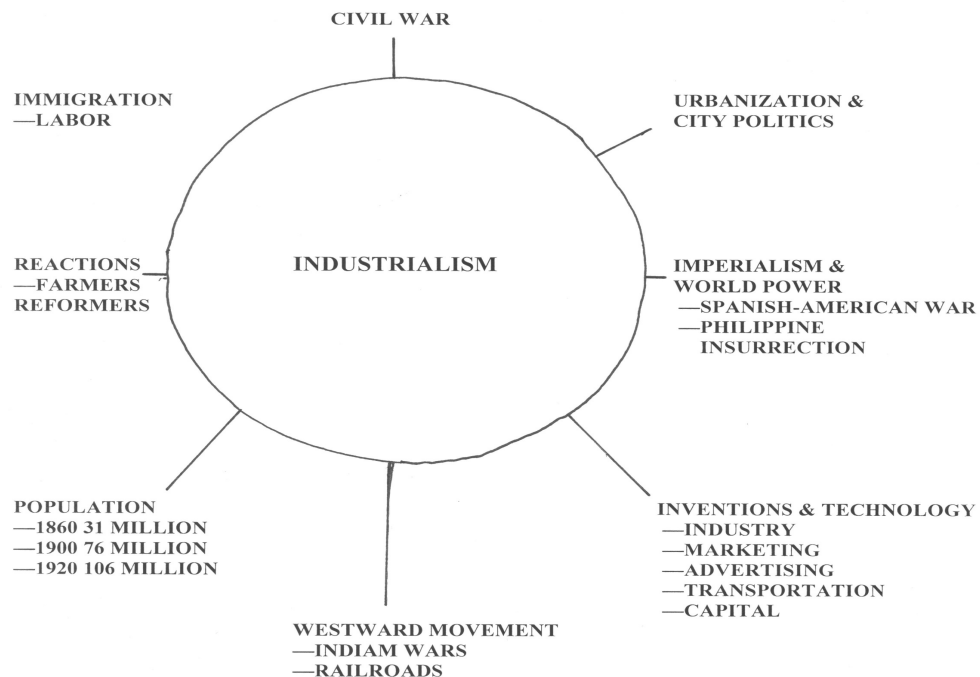 CIVIL WAR
IMMIGRATION
—LABOR
URBANIZATION &
CITY POLITICS
REACTIONS
—FARMERS
REFORMERS
INDUSTRIALISM
IMPERIALISM &
WORLD POWER
—SPANISH-AMERICAN WAR
—PHILIPPINE
INSURRECTION
POPULATION
—1860 31 MILLION
—1900 76 MILLION
—1920 106 MILLION
INVENTIONS & TECHNOLOGY
—INDUSTRY
—MARKETING
—ADVERTISING
—TRANSPORTATION
—CAPITAL
WESTWARD MOVEMENT
—INDIAM WARS
—RAILROADS